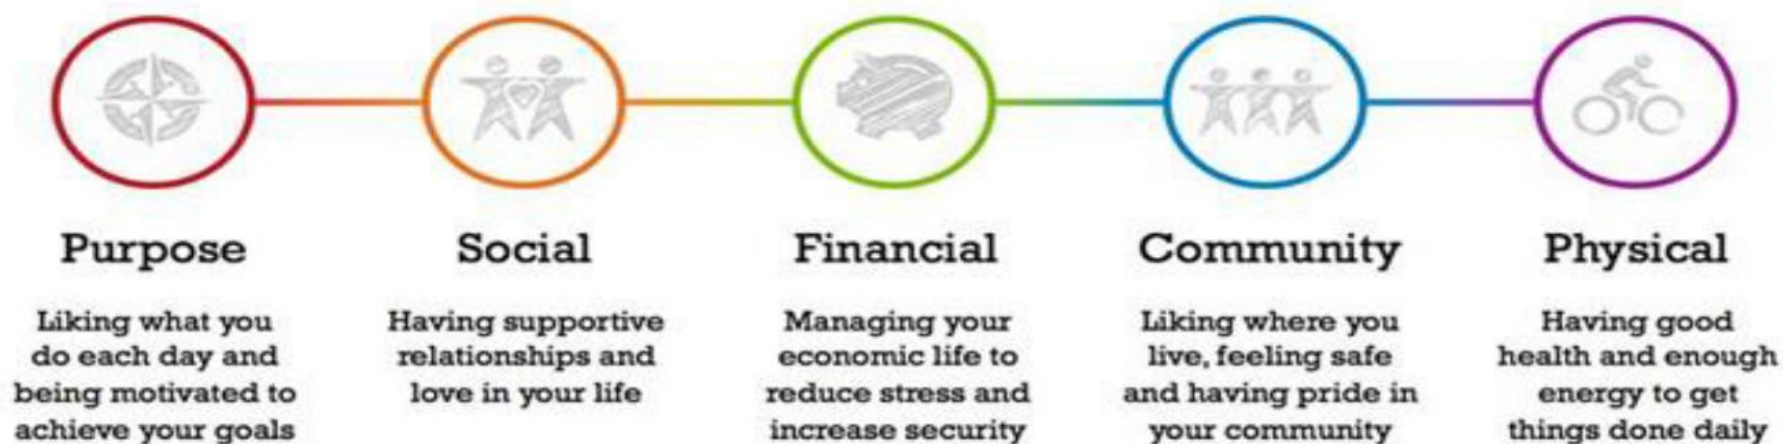 Purpose
Liking what you
do each day and
being motivated to
achieve your goals
Social
Having supportive
relationships and
love in your life
Financial
Managing your
economic life to
reduce stress and
increase security
Community
Liking where you
live, feeling safe
and having pride in
your community
Physical
Having good
health and enough
energy to get
things done daily